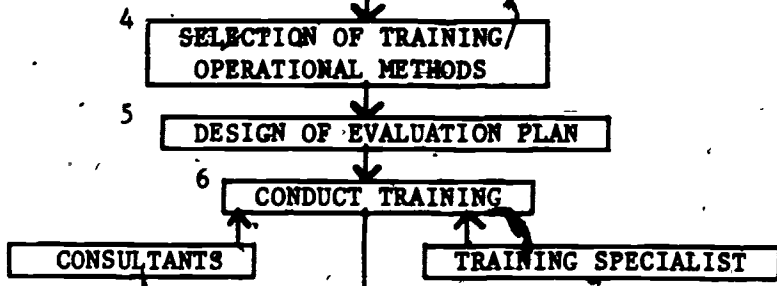 4
SELECTION OF TRAINING
OPERATIONAL METHODS
5
DESIGN OF EVALUATION PLAN
6
CONDUCT TRAINING
CONSULTANTS
TRAINING SPECIALIST